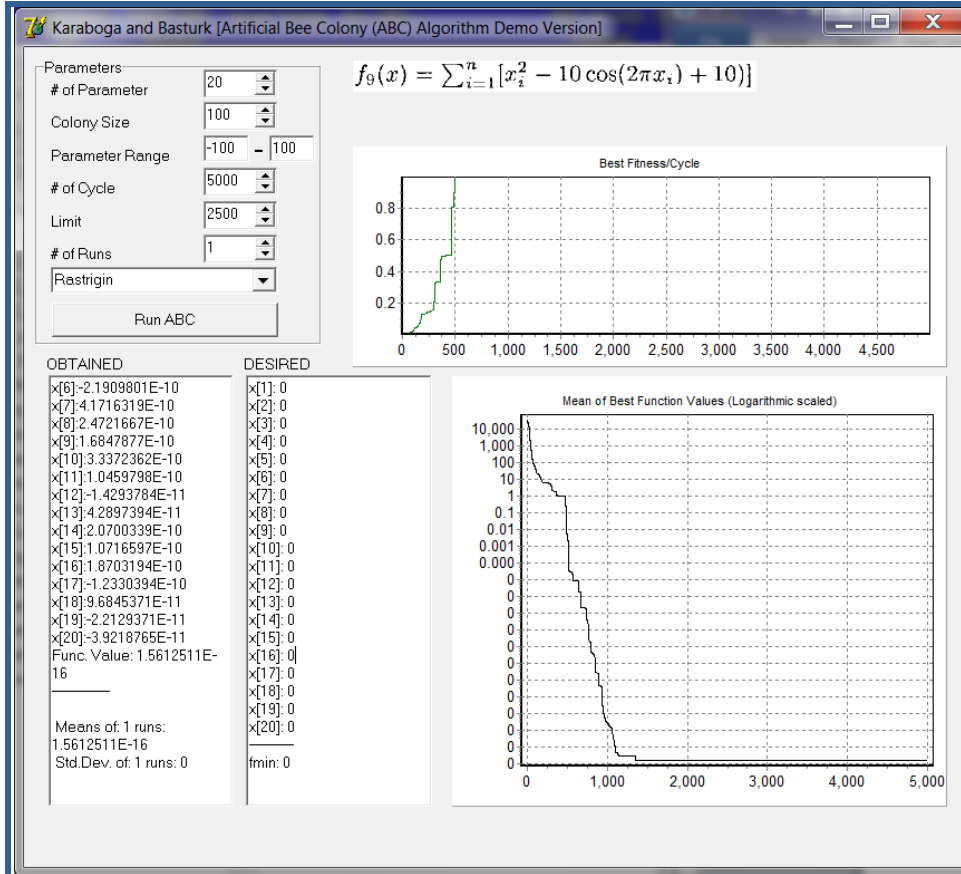 Karaboga and Basturk [Artificial Bee Colony (ABC) Algorithm Demo Version]
Parameters
# of Parameter 20
Colony Size 100
Parameter Range -100 - 100
# of Cycle 5000
Limit 2500
# of Runs 1
Rastrigin
Run ABC
f₉(x) = ∑ⁿᵢ₌₁[xᵢ² − 10 cos(2πxᵢ) + 10)]
Best Fitness/Cycle
0.8
0.6
0.4
0.2
0 500 1,000 1,500 2,000 2,500 3,000 3,500 4,000 4,500
OBTAINED
x[6]:-2.1909801E-10
x[7]:4.1716319E-10
x[8]:2.4721667E-10
x[9]:1.6847877E-10
x[10]:3.3372362E-10
x[11]:1.0459798E-10
x[12]:-1.4293784E-11
x[13]:4.2897394E-11
x[14]:2.0700339E-10
x[15]:1.0716597E-10
x[16]:1.8703194E-10
x[17]:-1.2330394E-10
x[18]:9.6845371E-11
x[19]:-2.2129371E-11
x[20]:-3.9218765E-11
Func. Value: 1.5612511E-
16
Means of: 1 runs:
1.5612511E-16
Std.Dev. of: 1 runs: 0
DESIRED
x[1]: 0
x[2]: 0
x[3]: 0
x[4]: 0
x[5]: 0
x[6]: 0
x[7]: 0
x[8]: 0
x[9]: 0
x[10]: 0
x[11]: 0
x[12]: 0
x[13]: 0
x[14]: 0
x[15]: 0
x[16]: 0
x[17]: 0
x[18]: 0
x[19]: 0
x[20]: 0
fmin: 0
Mean of Best Function Values (Logarithmic scaled)
10,000
1,000
100
10
1
0.1
0.01
0.001
0.000
0
0
0
0
0
0
0
0
0
0
0
0
0 1,000 2,000 3,000 4,000 5,000